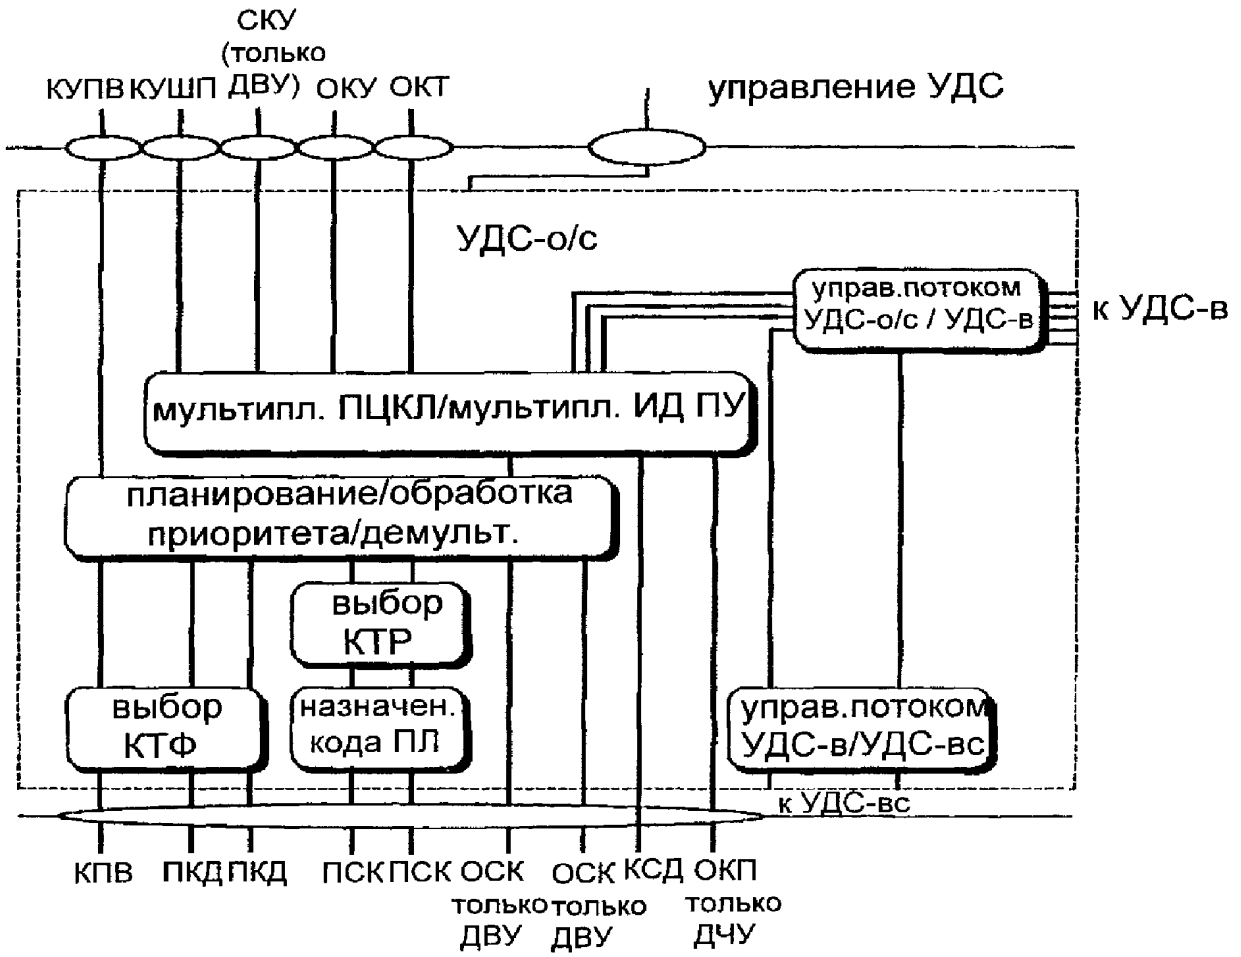 СКУ
(только
ДВУ)
КУПВ
КУШП
ОКУ
ОКТ
управление УДС
УДС-о/с
управ.потоком
УДС-о/с / УДС-в
к УДС-в
мультипл. ПЦКЛ/мультипл. ИД ПУ
планирование/обработка
приоритета/демульт.
выбор
КТР
выбор
КТФ
назначен.
кода ПЛ
управ.потоком
УДС-в/УДС-вс
к УДС-вс
КПВ
ПКД
ПКД
ПСК
ПСК
ОСК
только
ДВУ
ОСК
только
ДВУ
КСД
ОКП
только
ДЧУ